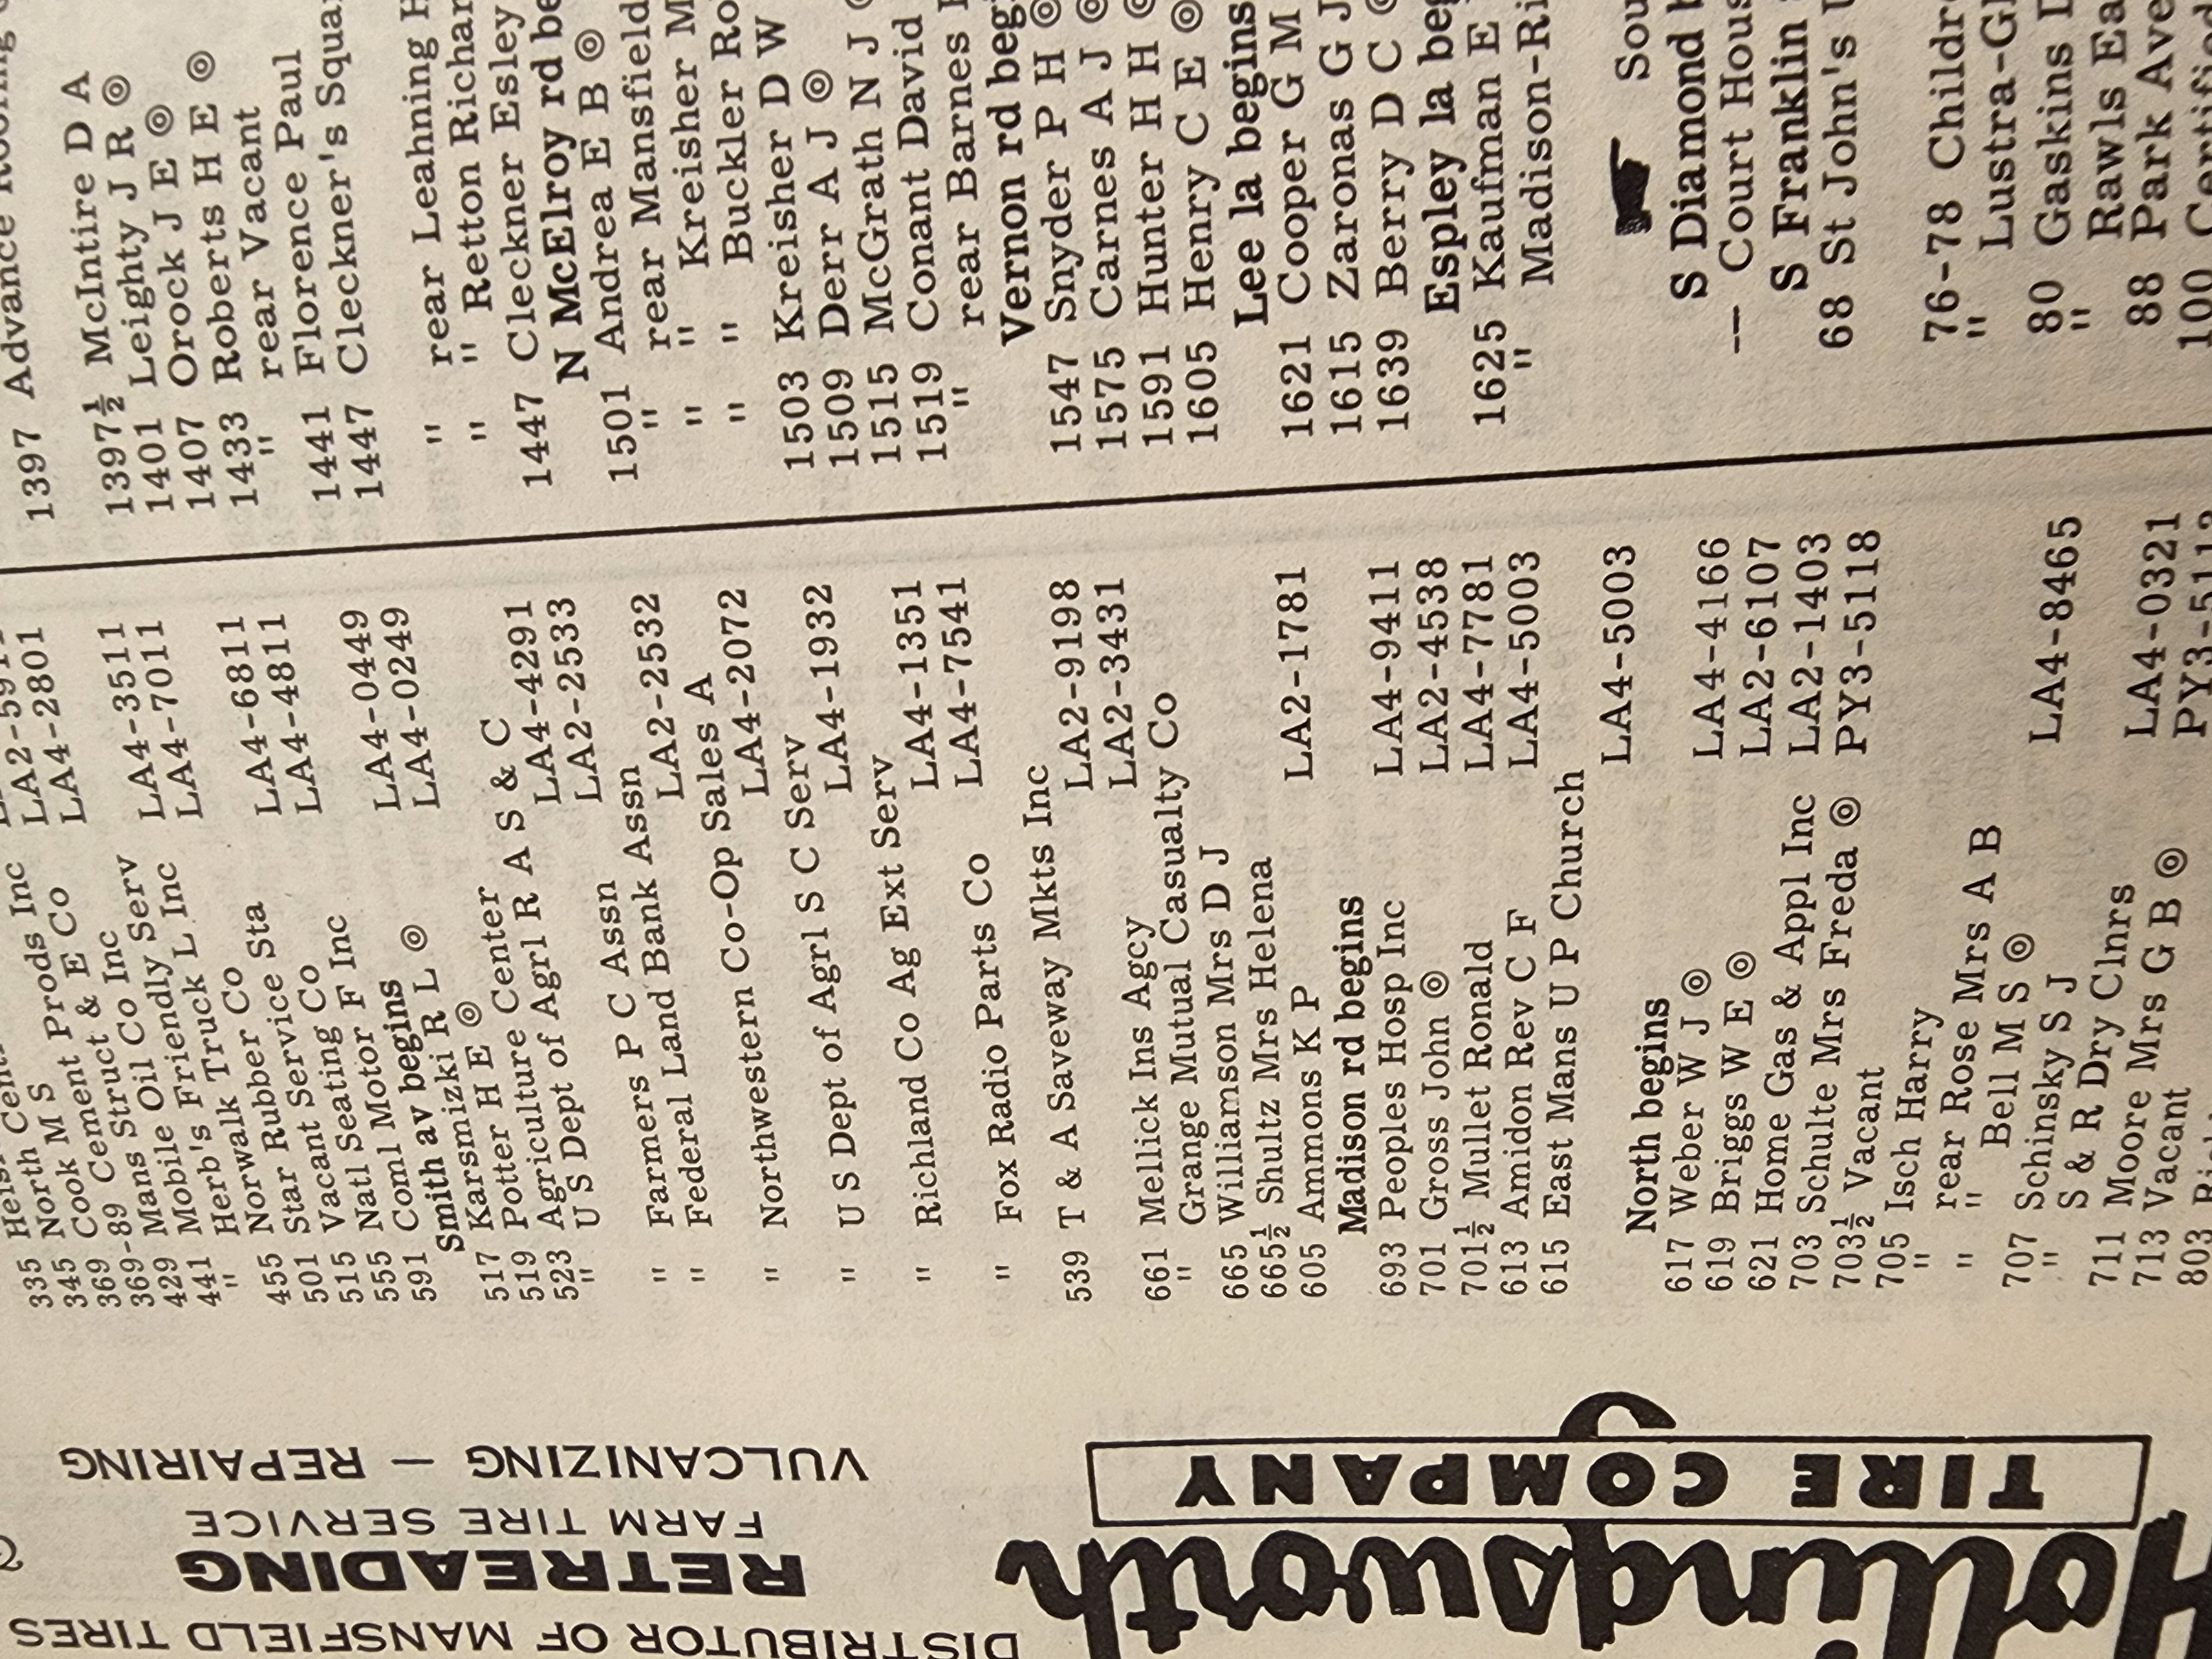 335 Heisl Cement Prods Inc LA4-2801
345 North M S
369 Cook Cement & E Co LA4-3511
369-89 Struct
429 Mans Oil Co Inc LA4-7011
441 Mobile Friendly Serv
" Herb's Truck L Inc LA4-6811
455 Norwalk Rubber Co LA4-4811
501 Star Service Sta
515 Vacant
555 Natl Seating Co LA4-0449
591 Coml Motor F Inc LA4-0249
Smith av begins
517 Karsmizki R L ◎
519 Potter H E ◎
523 Agriculture Center
" U S Dept of Agrl R A S & C
LA4-4291
" Farmers P C Assn LA2-2533
" Federal Land Bank Assn
LA2-2532
" Northwestern Co-Op Sales A
LA4-2072
" U S Dept of Agrl S C Serv
LA4-1932
" Richland Co Ag Ext Serv
LA4-1351
" Fox Radio Parts Co LA4-7541
539 T & A Saveway Mkts Inc
LA2-9198
661 Mellick Ins Agcy LA2-3431
" Grange Mutual Casualty Co
665 Williamson Mrs D J
665½ Shultz Mrs Helena
605 Ammons K P LA2-1781
Madison rd begins
693 Peoples Hosp Inc LA4-9411
701 Gross John ◎ LA2-4538
701½ Mullet Ronald LA4-7781
613 Amidon Rev C F LA4-5003
615 East Mans U P Church
LA4-5003
North begins
617 Weber W J ◎ LA4-4166
619 Briggs W E ◎ LA2-6107
621 Home Gas & Appl Inc LA2-1403
703 Schulte Mrs Freda ◎ PY3-5118
703½ Vacant
705 Isch Harry
" rear Rose Mrs A B
" " Bell M S ◎
707 Schinsky S J LA4-8465
" S & R Dry Clnrs
711 Moore Mrs G B ◎ LA4-0321
713 Vacant
803
1397 Advance Roofing
1397½ McIntire D A
1401 Leighty J R ◎
1407 Orock J E ◎
1433 Roberts H E ◎
" rear Vacant
1441 Florence Paul
1447 Cleckner's Squa
" rear Leahning H
" " Retton Richar
1447 Cleckner Esley
N McElroy rd be
1501 Andrea E B ◎
" rear Mansfield
" " Kreisher M
" " Buckler Ro
1503 Kreisher D W
1509 Derr A J ◎
1515 McGrath N J ◎
1519 Conant David
" rear Barnes
Vernon rd begi
1547 Snyder P H ◎
1575 Carnes A J ◎
1591 Hunter H H ◎
1605 Henry C E ◎
Lee la begins
1621 Cooper G M
1615 Zaronas G J
1639 Berry D C ◎
Espley la beg
1625 Kaufman E
" Madison-Ri
Sou
S Diamond b
-- Court Hous
S Franklin
68 St John's
76-78 Childre
" Lustra-Gl
80 Gaskins
" Rawls Ea
88 Park Ave
100 Certified
Hollingsworth
TIRE COMPANY
DISTRIBUTOR OF MANSFIELD TIRES
RETREADING
FARM TIRE SERVICE
VULCANIZING — REPAIRING